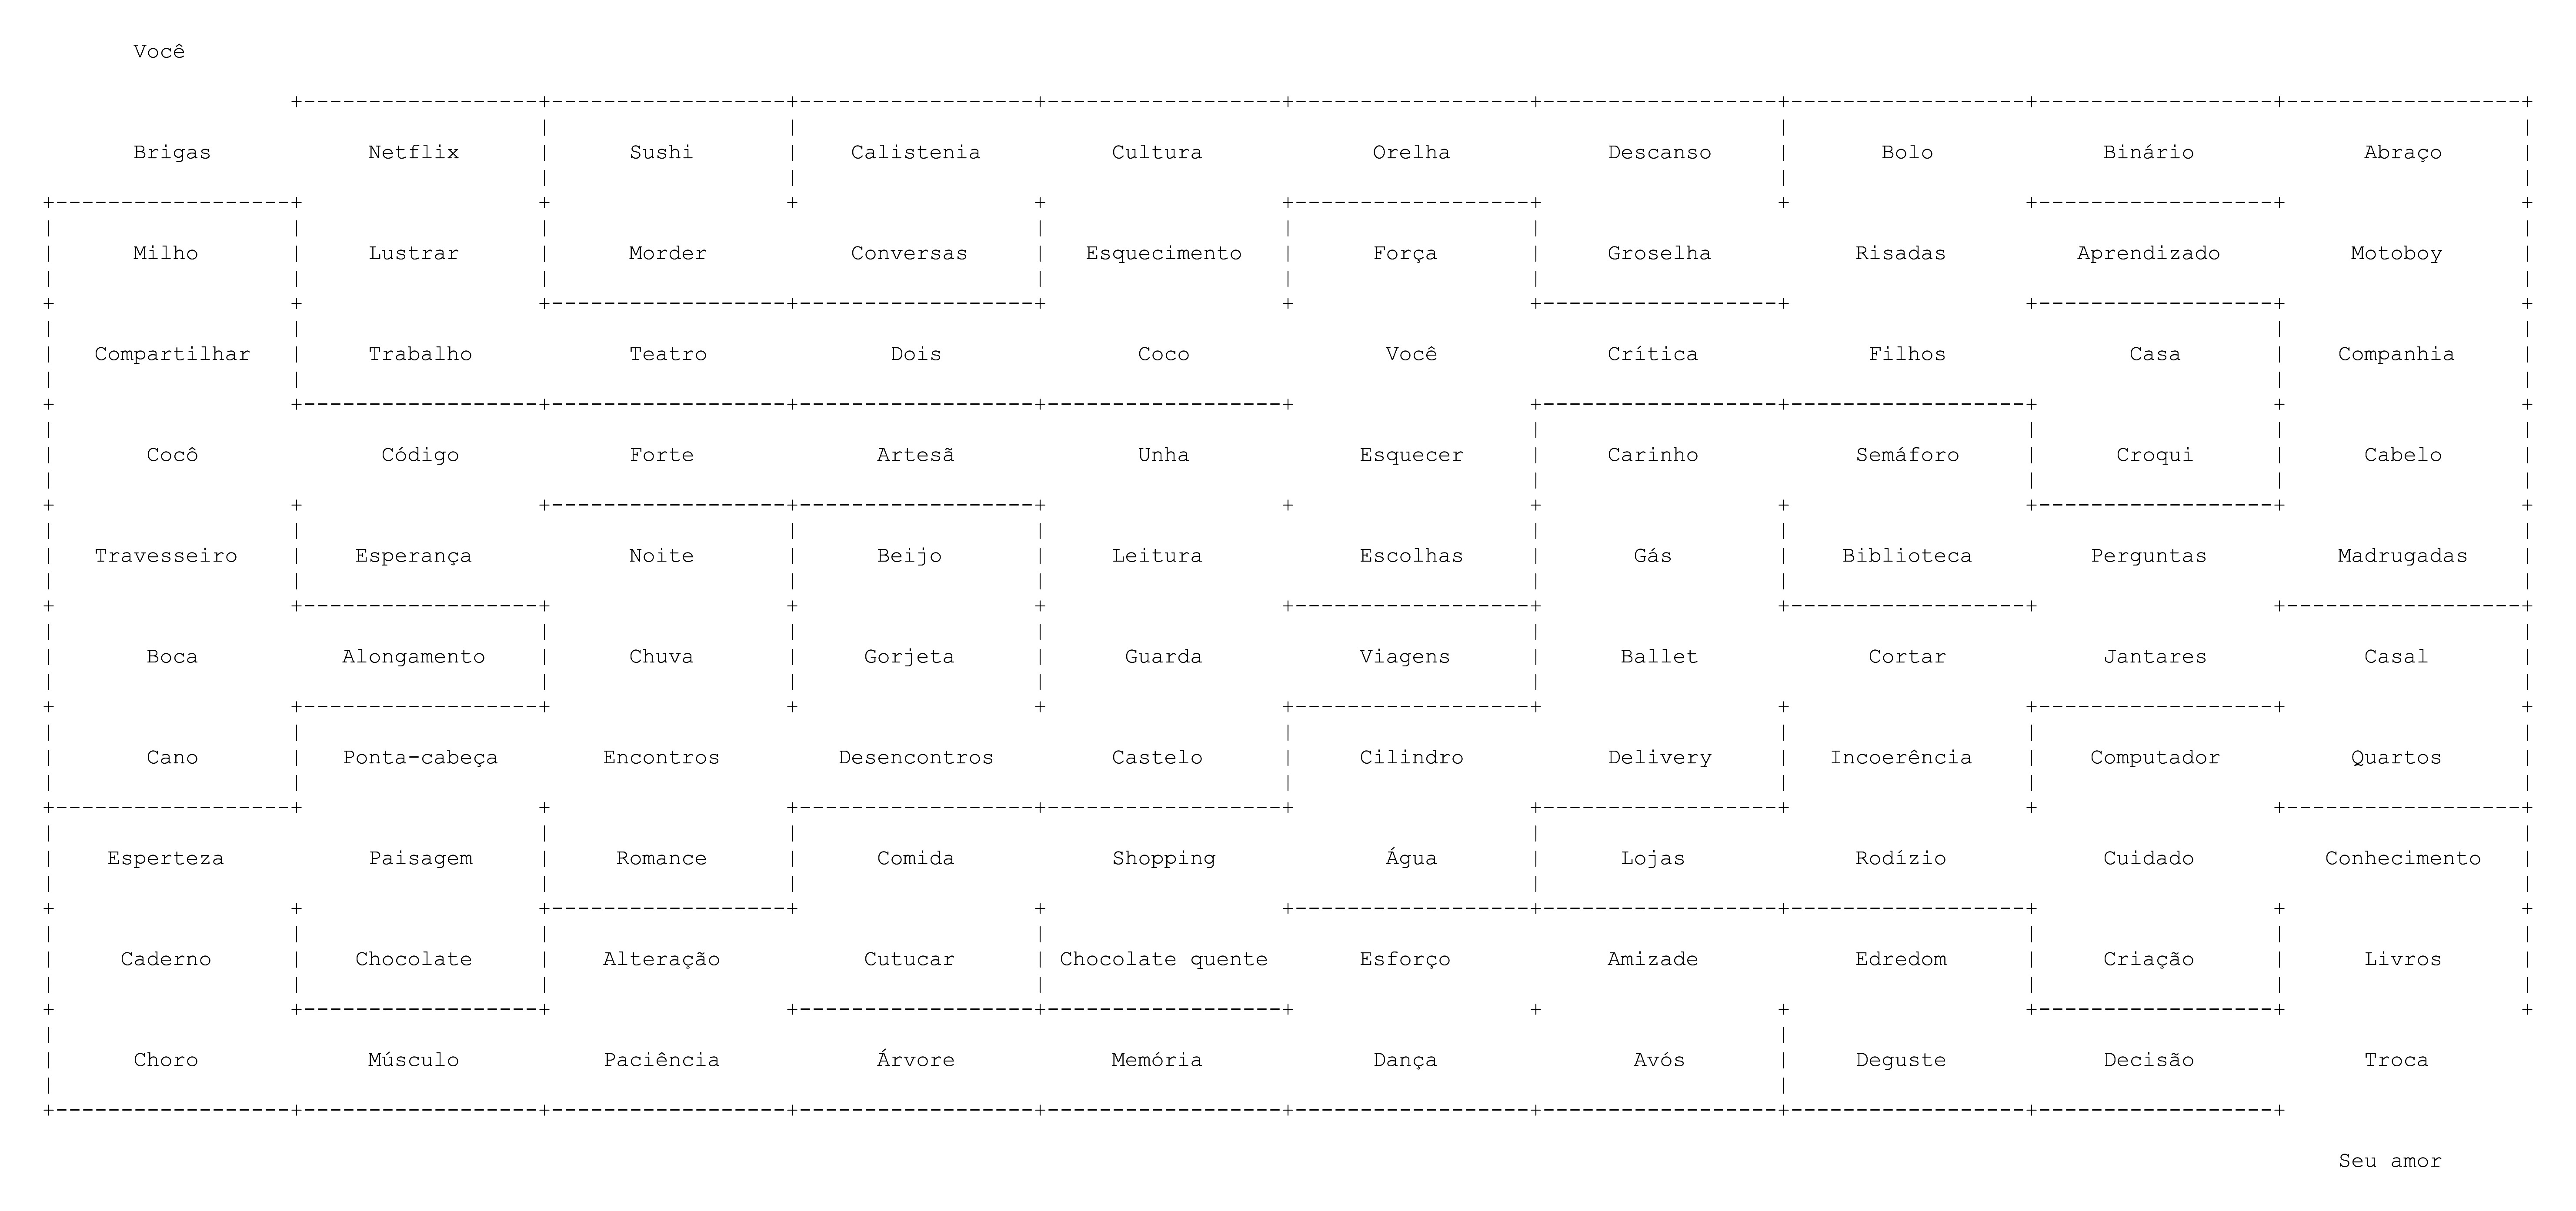 Você
Brigas Netflix Sushi Calistenia Cultura Orelha Descanso Bolo Binário Abraço
Milho Lustrar Morder Conversas Esquecimento Força Groselha Risadas Aprendizado Motoboy
Compartilhar Trabalho Teatro Dois Coco Você Crítica Filhos Casa Companhia
Cocô Código Forte Artesã Unha Esquecer Carinho Semáforo Croqui Cabelo
Travesseiro Esperança Noite Beijo Leitura Escolhas Gás Biblioteca Perguntas Madrugadas
Boca Alongamento Chuva Gorjeta Guarda Viagens Ballet Cortar Jantares Casal
Cano Ponta-cabeça Encontros Desencontros Castelo Cilindro Delivery Incoerência Computador Quartos
Esperteza Paisagem Romance Comida Shopping Água Lojas Rodízio Cuidado Conhecimento
Caderno Chocolate Alteração Cutucar Chocolate quente Esforço Amizade Edredom Criação Livros
Choro Músculo Paciência Árvore Memória Dança Avós Deguste Decisão Troca
Seu amor